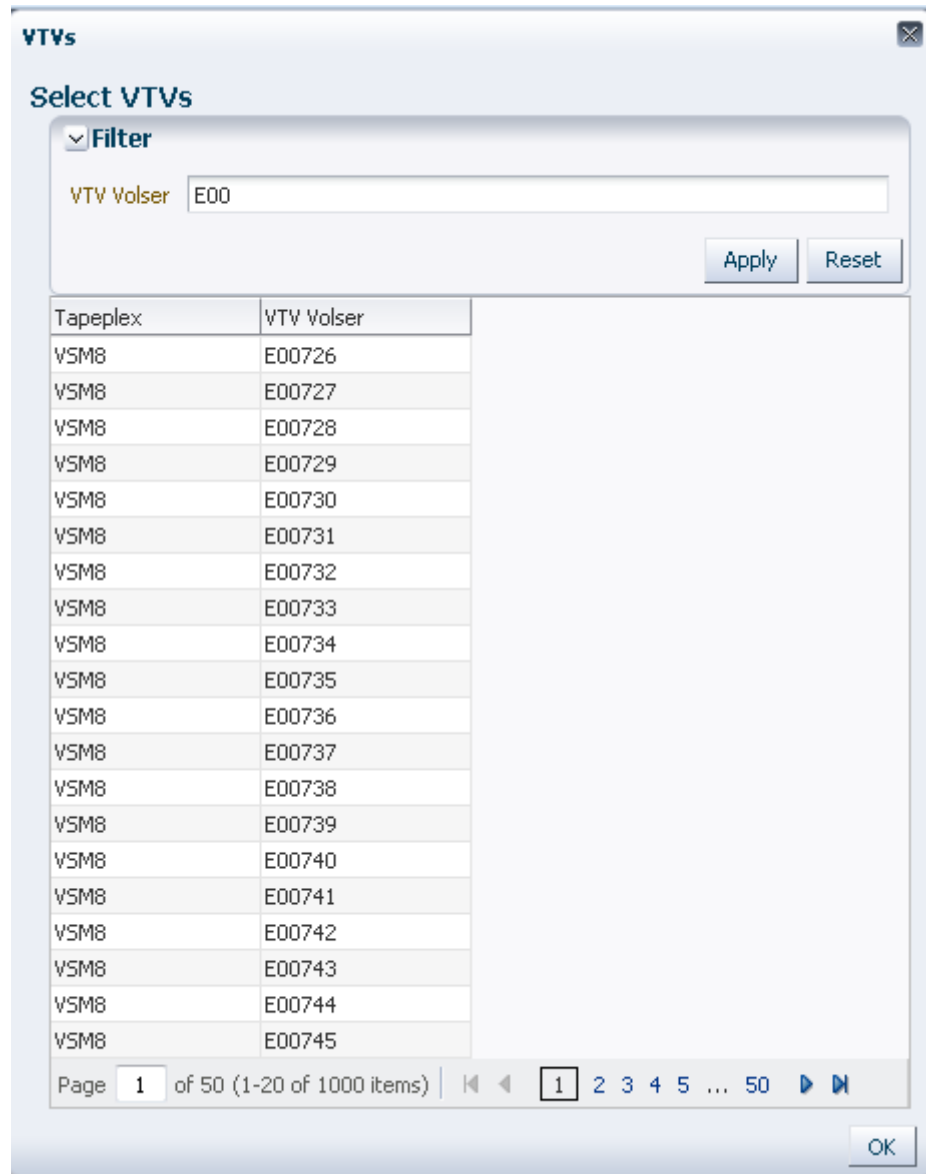 VTVs
Select VTVs
Filter
VTV Volser E00
Apply Reset
Tapeplex VTV Volser
VSM8 E00726
VSM8 E00727
VSM8 E00728
VSM8 E00729
VSM8 E00730
VSM8 E00731
VSM8 E00732
VSM8 E00733
VSM8 E00734
VSM8 E00735
VSM8 E00736
VSM8 E00737
VSM8 E00738
VSM8 E00739
VSM8 E00740
VSM8 E00741
VSM8 E00742
VSM8 E00743
VSM8 E00744
VSM8 E00745
Page 1 of 50 (1-20 of 1000 items) 1 2 3 4 5 ... 50
OK